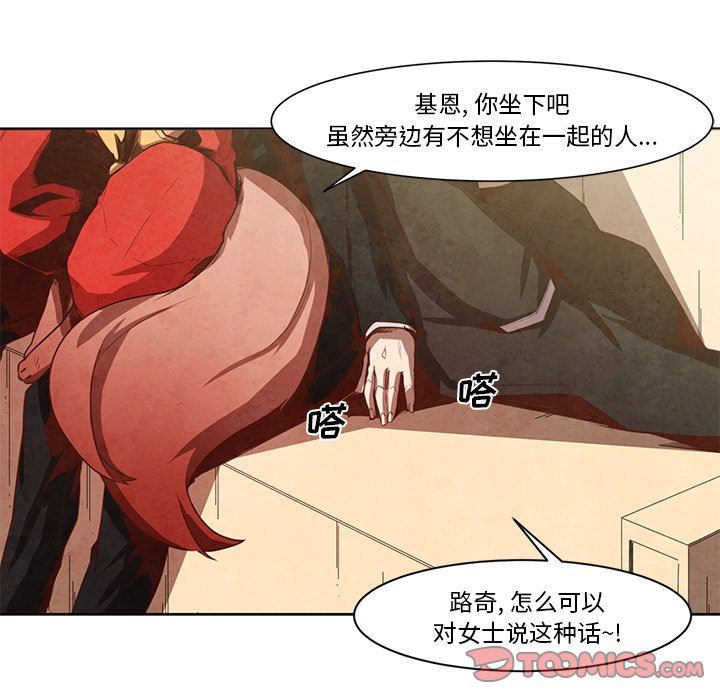 基恩, 你坐下吧
虽然旁边有不想坐在一起的人...
嗒
嗒
路奇, 怎么可以
对女士说这种话~!
TOOMICS.COM